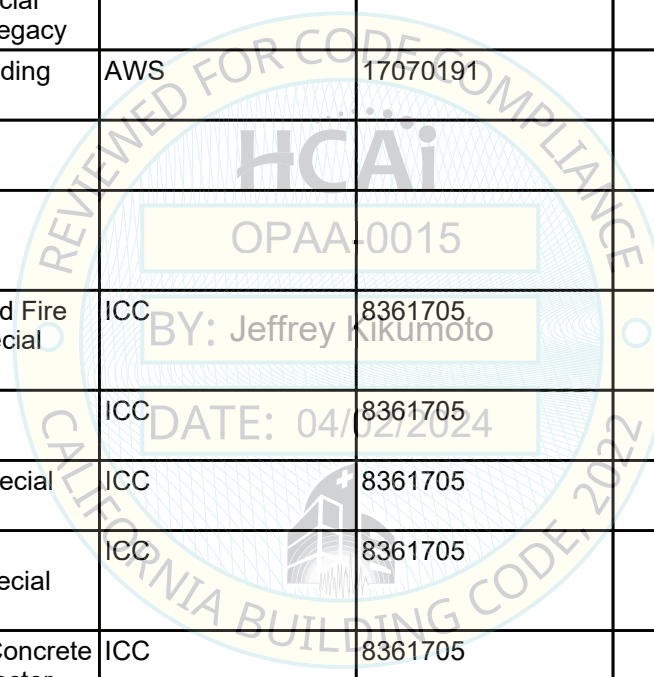 egacy
ding AWS 17070191
REVIEWED FOR CODE COMPLIANCE
HCAi
OPAA-0015
d Fire ICC 8361705
BY: Jeffrey Kikumoto
ecial
ICC 8361705
DATE: 04/02/2024
ecial ICC 8361705
ICC 8361705
ecial
CALIFORNIA BUILDING CODE, 2022
Concrete ICC 8361705